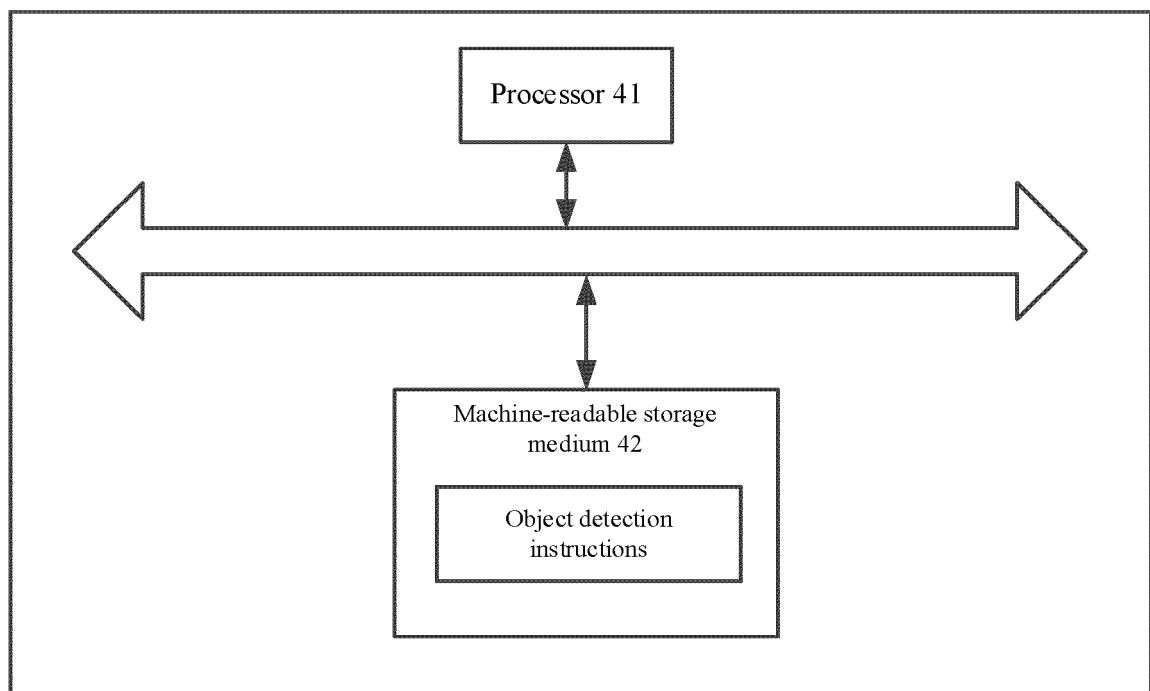 Processor 41
Machine-readable storage
medium 42
Object detection
instructions